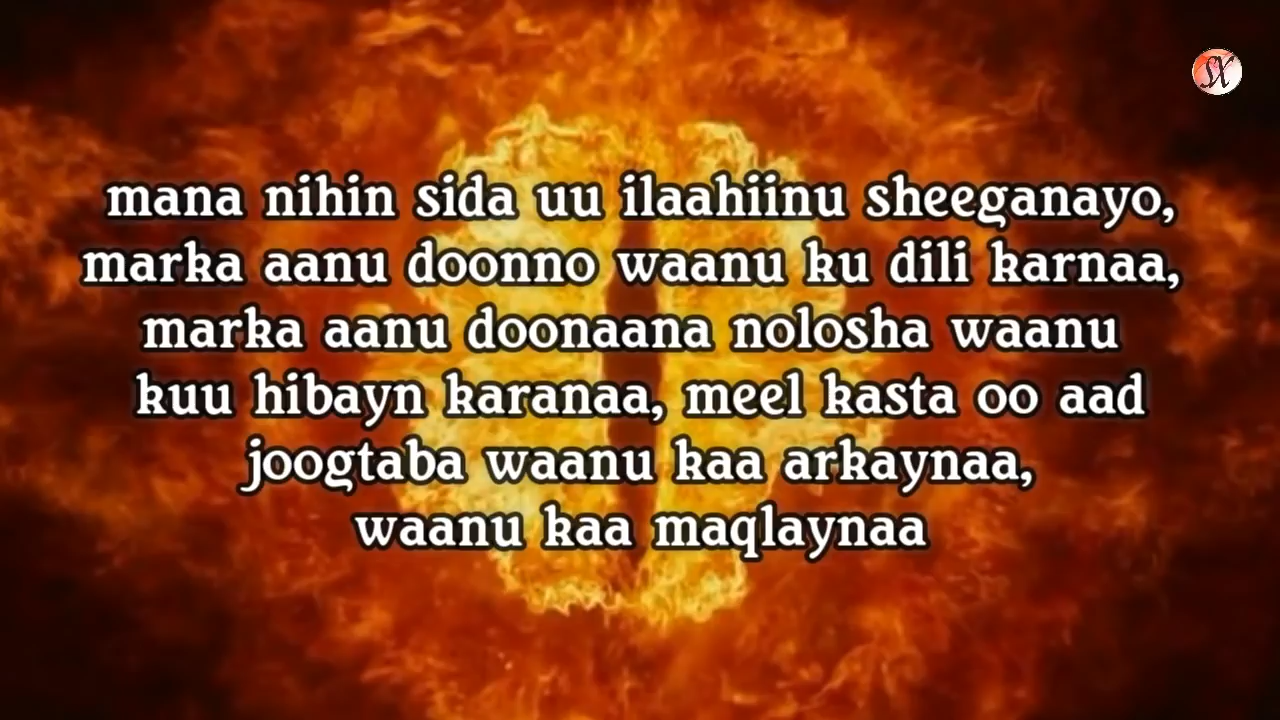 SX
mana nihin sida uu ilaahiinu sheeganayo,
marka aanu doonno waanu ku dili karnaa,
marka aanu doonaana nolosha waanu
kuu hibayn karanaa, meel kasta oo aad
joogtaba waanu kaa arkaynaa,
waanu kaa maqlaynaa